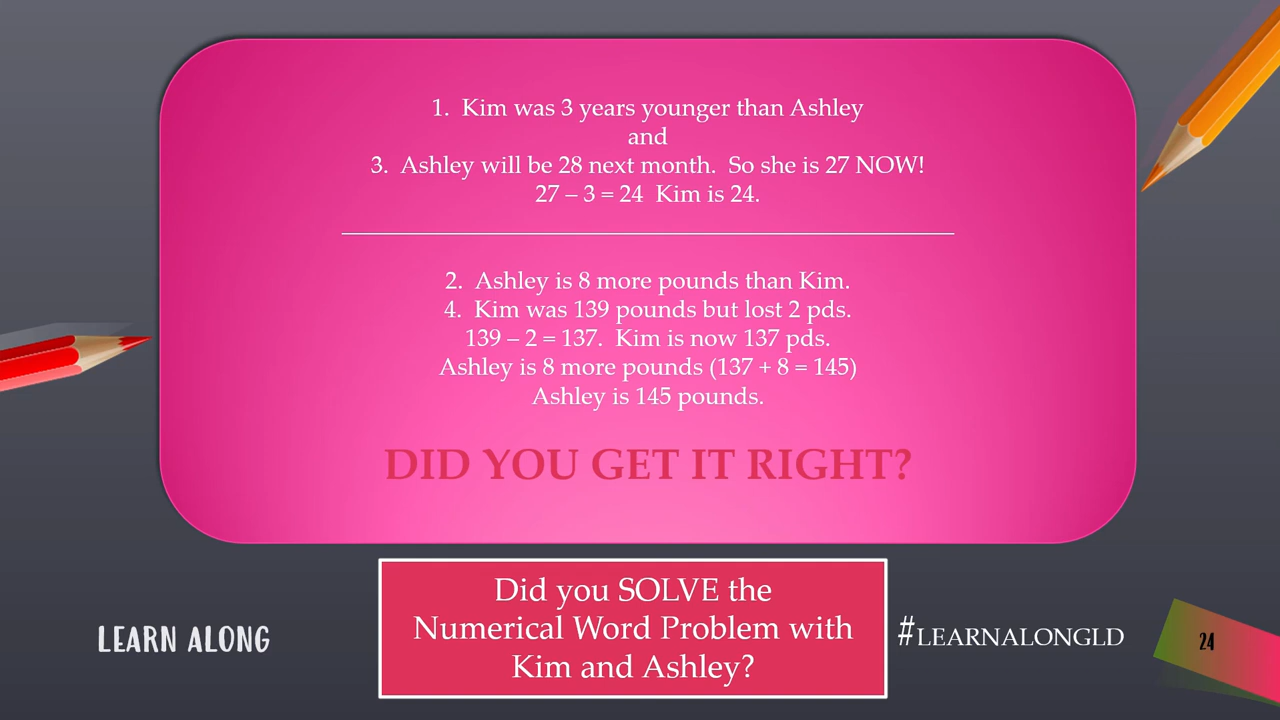 1. Kim was 3 years younger than Ashley
and
3. Ashley will be 28 next month. So she is 27 NOW!
27 – 3 = 24 Kim is 24.
2. Ashley is 8 more pounds than Kim.
4. Kim was 139 pounds but lost 2 pds.
139 – 2 = 137. Kim is now 137 pds.
Ashley is 8 more pounds (137 + 8 = 145)
Ashley is 145 pounds.
DID YOU GET IT RIGHT?
Did you SOLVE the
Numerical Word Problem with
Kim and Ashley?
LEARN ALONG
#LEARNALONGLD
24